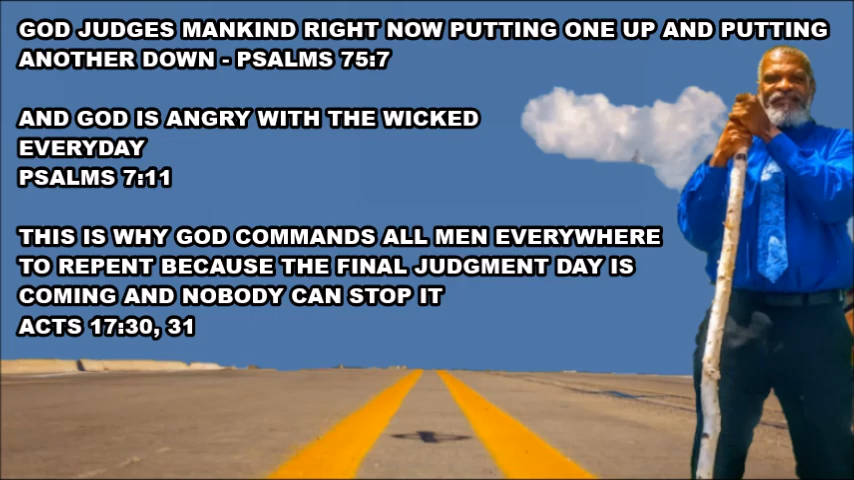 GOD JUDGES MANKIND RIGHT NOW PUTTING ONE UP AND PUTTING
ANOTHER DOWN - PSALMS 75:7
AND GOD IS ANGRY WITH THE WICKED
EVERYDAY
PSALMS 7:11
THIS IS WHY GOD COMMANDS ALL MEN EVERYWHERE
TO REPENT BECAUSE THE FINAL JUDGMENT DAY IS
COMING AND NOBODY CAN STOP IT
ACTS 17:30, 31